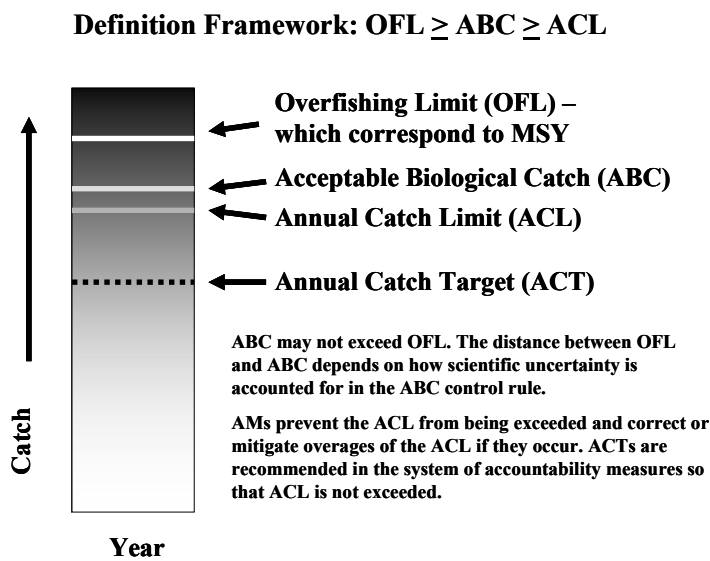 Definition Framework: OFL ≥ ABC ≥ ACL
Overfishing Limit (OFL) –
which correspond to MSY
Acceptable Biological Catch (ABC)
Annual Catch Limit (ACL)
Annual Catch Target (ACT)
ABC may not exceed OFL. The distance between OFL
and ABC depends on how scientific uncertainty is
accounted for in the ABC control rule.
AMs prevent the ACL from being exceeded and correct or
mitigate overages of the ACL if they occur. ACTs are
recommended in the system of accountability measures so
that ACL is not exceeded.
Catch
Year